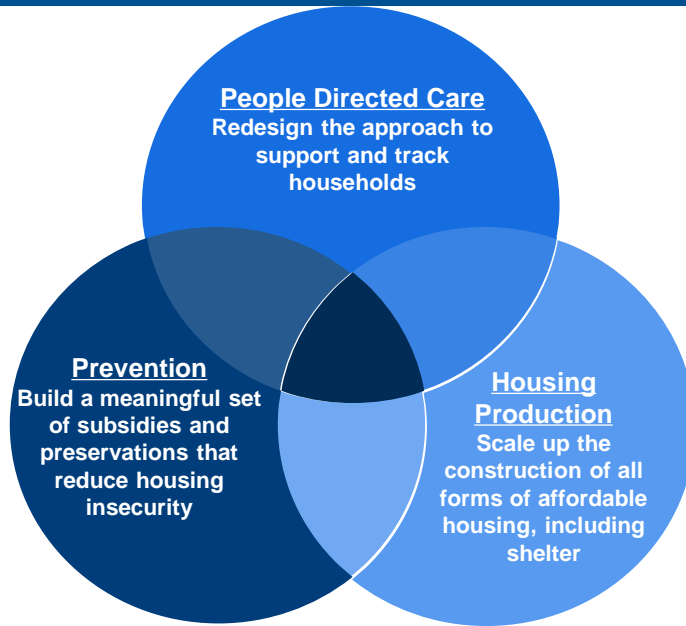 People Directed Care
Redesign the approach to
support and track
households
Prevention
Build a meaningful set
of subsidies and
preservations that
reduce housing
insecurity
Housing
Production
Scale up the
construction of all
forms of affordable
housing, including
shelter